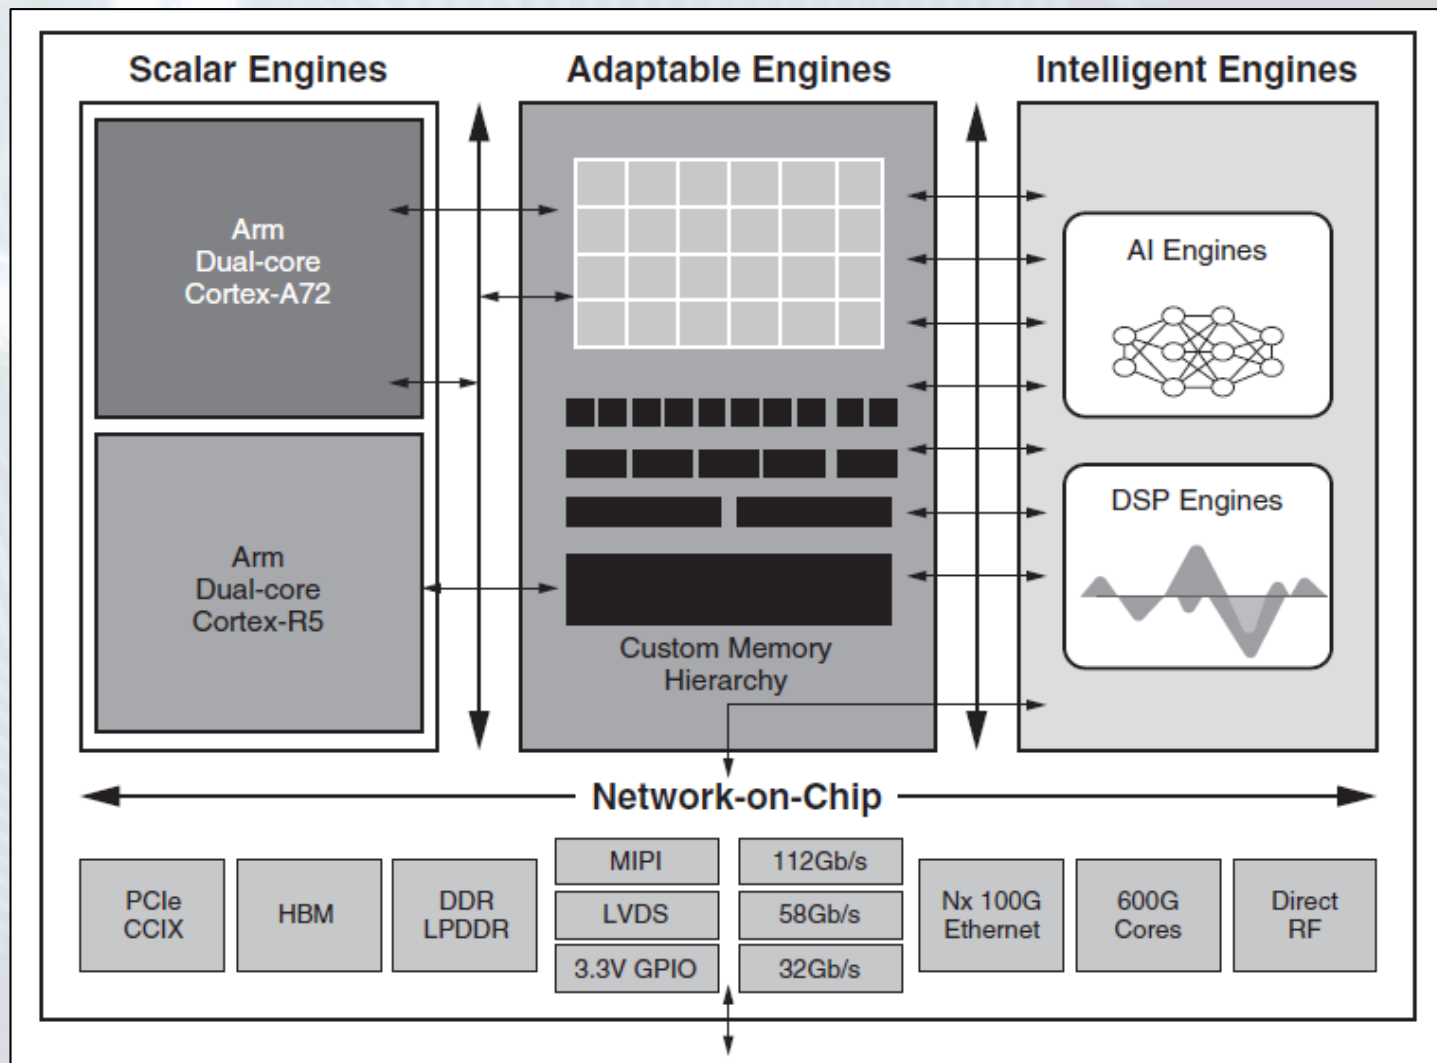 Scalar Engines
Adaptable Engines
Intelligent Engines
Arm
Dual-core
Cortex-A72
Arm
Dual-core
Cortex-R5
Custom Memory
Hierarchy
AI Engines
DSP Engines
Network-on-Chip
PCIe
CCIX
HBM
DDR
LPDDR
MIPI
LVDS
3.3V GPIO
112Gb/s
58Gb/s
32Gb/s
Nx 100G
Ethernet
600G
Cores
Direct
RF